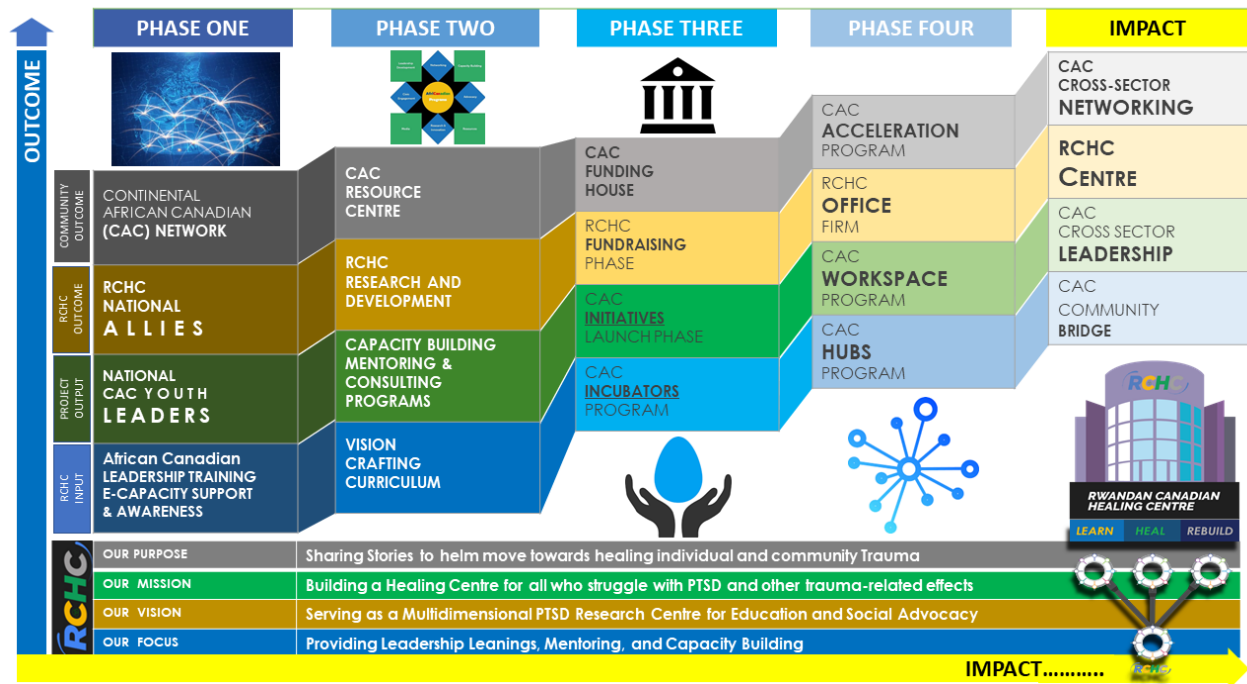 PHASE ONE
PHASE TWO
PHASE THREE
PHASE FOUR
IMPACT
OUTCOME
COMMUNITY
OUTCOME
CONTINENTAL
AFRICAN CANADIAN
(CAC) NETWORK
CAC
RESOURCE
CENTRE
CAC
FUNDING
HOUSE
CAC
ACCELERATION
PROGRAM
CAC
CROSS-SECTOR
NETWORKING
RCHC
OUTCOME
RCHC
NATIONAL
ALLIES
RCHC
RESEARCH AND
DEVELOPMENT
RCHC
FUNDRAISING
PHASE
RCHC
OFFICE
FIRM
RCHC
CENTRE
PROJECT
OUTPUT
NATIONAL
CAC YOUTH
LEADERS
CAPACITY BUILDING
MENTORING &
CONSULTING
PROGRAMS
CAC
INITIATIVES
LAUNCH PHASE
CAC
WORKSPACE
PROGRAM
CAC
CROSS SECTOR
LEADERSHIP
RCHC
INPUT
African Canadian
LEADERSHIP TRAINING
E-CAPACITY SUPPORT
& AWARENESS
VISION
CRAFTING
CURRICULUM
CAC
INCUBATORS
PROGRAM
CAC
HUBS
PROGRAM
CAC
COMMUNITY
BRIDGE
RCHC
RWANDAN CANADIAN
HEALING CENTRE
LEARN HEAL REBUILD
RCHC
OUR PURPOSE Sharing Stories to helm move towards healing individual and community Trauma
OUR MISSION Building a Healing Centre for all who struggle with PTSD and other trauma-related effects
OUR VISION Serving as a Multidimensional PTSD Research Centre for Education and Social Advocacy
OUR FOCUS Providing Leadership Leanings, Mentoring, and Capacity Building
RCHC
IMPACT...........